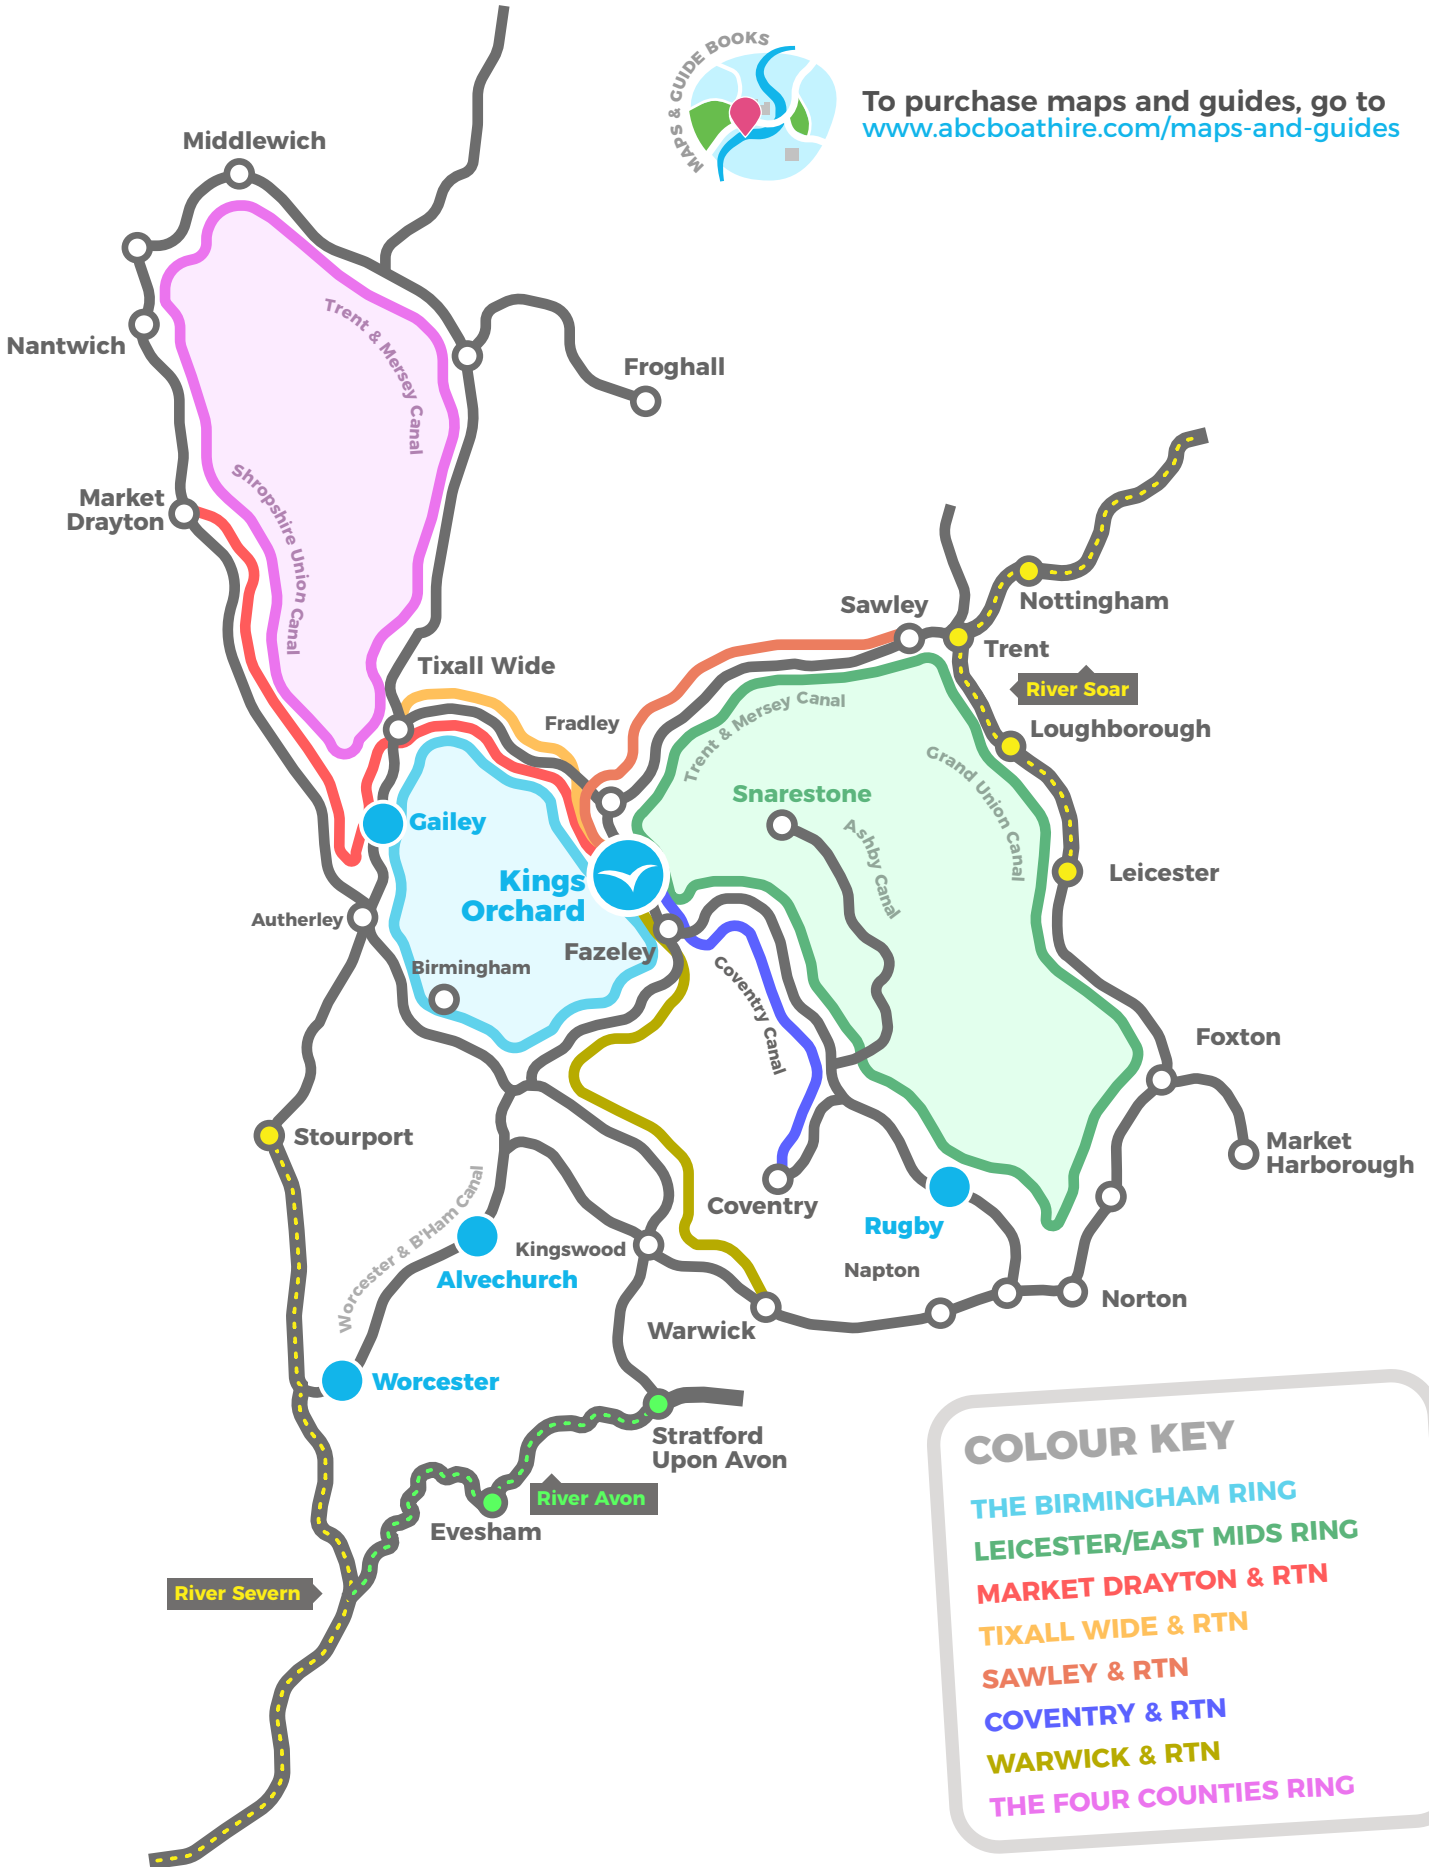 MAPS & GUIDE BOOKS
To purchase maps and guides, go to
www.abcboathire.com/maps-and-guides
Middlewich
Nantwich
Trent & Mersey Canal
Froghall
Market
Drayton
Shropshire Union Canal
Nottingham
Sawley
Trent
River Soar
Tixall Wide
Fradley
Trent & Mersey Canal
Loughborough
Grand Union Canal
Snarestone
Ashby Canal
Gailey
Kings
Orchard
Leicester
Autherley
Fazeley
Birmingham
Coventry Canal
Foxton
Stourport
Market
Harborough
Worcester & B'Ham Canal
Coventry
Rugby
Kingswood
Alvechurch
Napton
Norton
Warwick
Worcester
Stratford
Upon Avon
River Avon
Evesham
River Severn
COLOUR KEY
THE BIRMINGHAM RING
LEICESTER/EAST MIDS RING
MARKET DRAYTON & RTN
TIXALL WIDE & RTN
SAWLEY & RTN
COVENTRY & RTN
WARWICK & RTN
THE FOUR COUNTIES RING